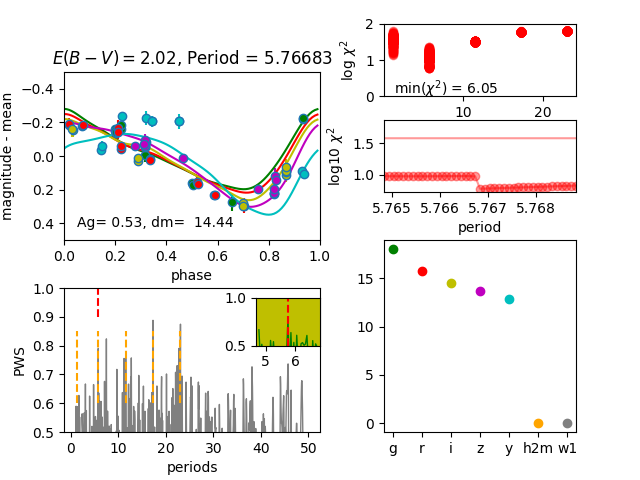 E(B − V) = 2.02, Period = 5.76683
−0.4
−0.2
0.0
0.2
0.4
magnitude - mean
Ag= 0.53, dm=  14.44
0.0 0.2 0.4 0.6 0.8 1.0
phase
2
1
0
log χ²
min(χ²) = 6.05
10 20
1.5
1.0
log10 χ²
5.765 5.766 5.767 5.768
period
1.0
0.9
0.8
0.7
0.6
0.5
PWS
1.0
0.5
5 6
0 10 20 30 40 50
periods
15
10
5
0
g r i z y h2m w1